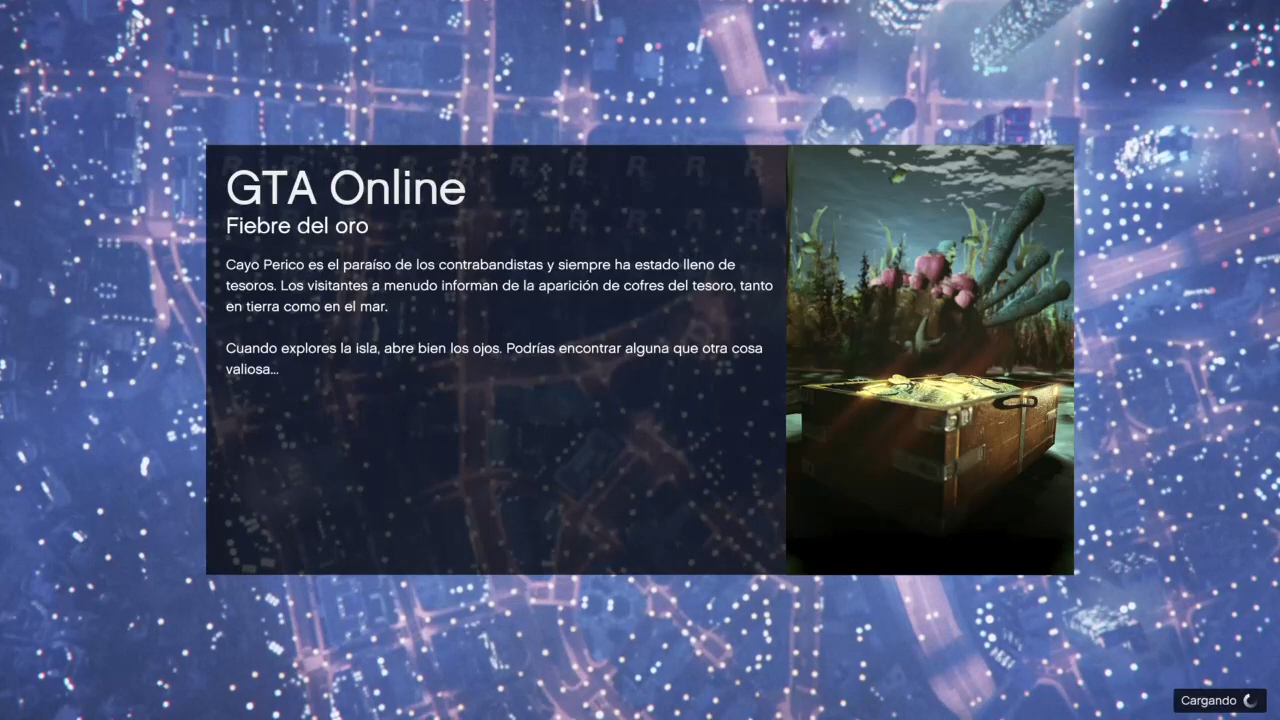 GTA Online
Fiebre del oro
Cayo Perico es el paraíso de los contrabandistas y siempre ha estado lleno de
tesoros. Los visitantes a menudo informan de la aparición de cofres del tesoro, tanto
en tierra como en el mar.
Cuando explores la isla, abre bien los ojos. Podrías encontrar alguna que otra cosa
valiosa...
Cargando